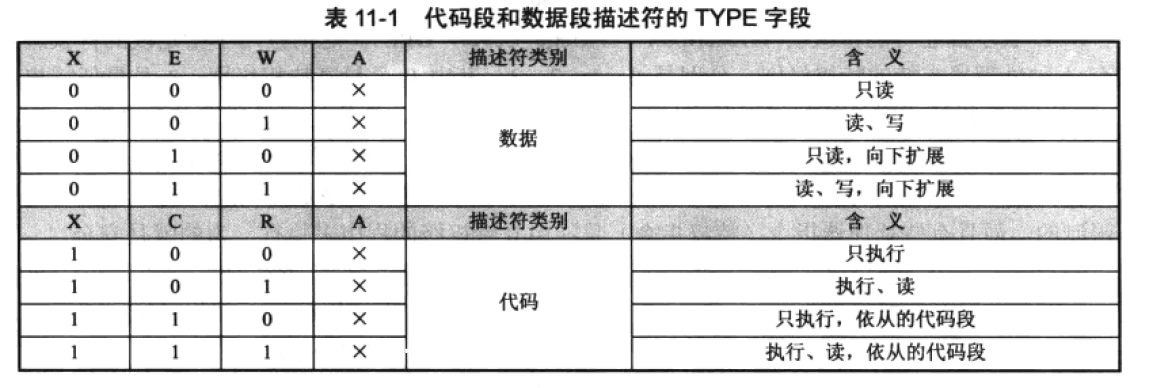 表 11-1 代码段和数据段描述符的 TYPE 字段
X E W A 描述符类别 含 义
0 0 0 × 只读
0 0 1 × 读、写
数据
0 1 0 × 只读，向下扩展
0 1 1 × 读、写，向下扩展
X C R A 描述符类别 含 义
1 0 0 × 只执行
1 0 1 × 执行、读
代码
1 1 0 × 只执行，依从的代码段
1 1 1 × 执行、读，依从的代码段